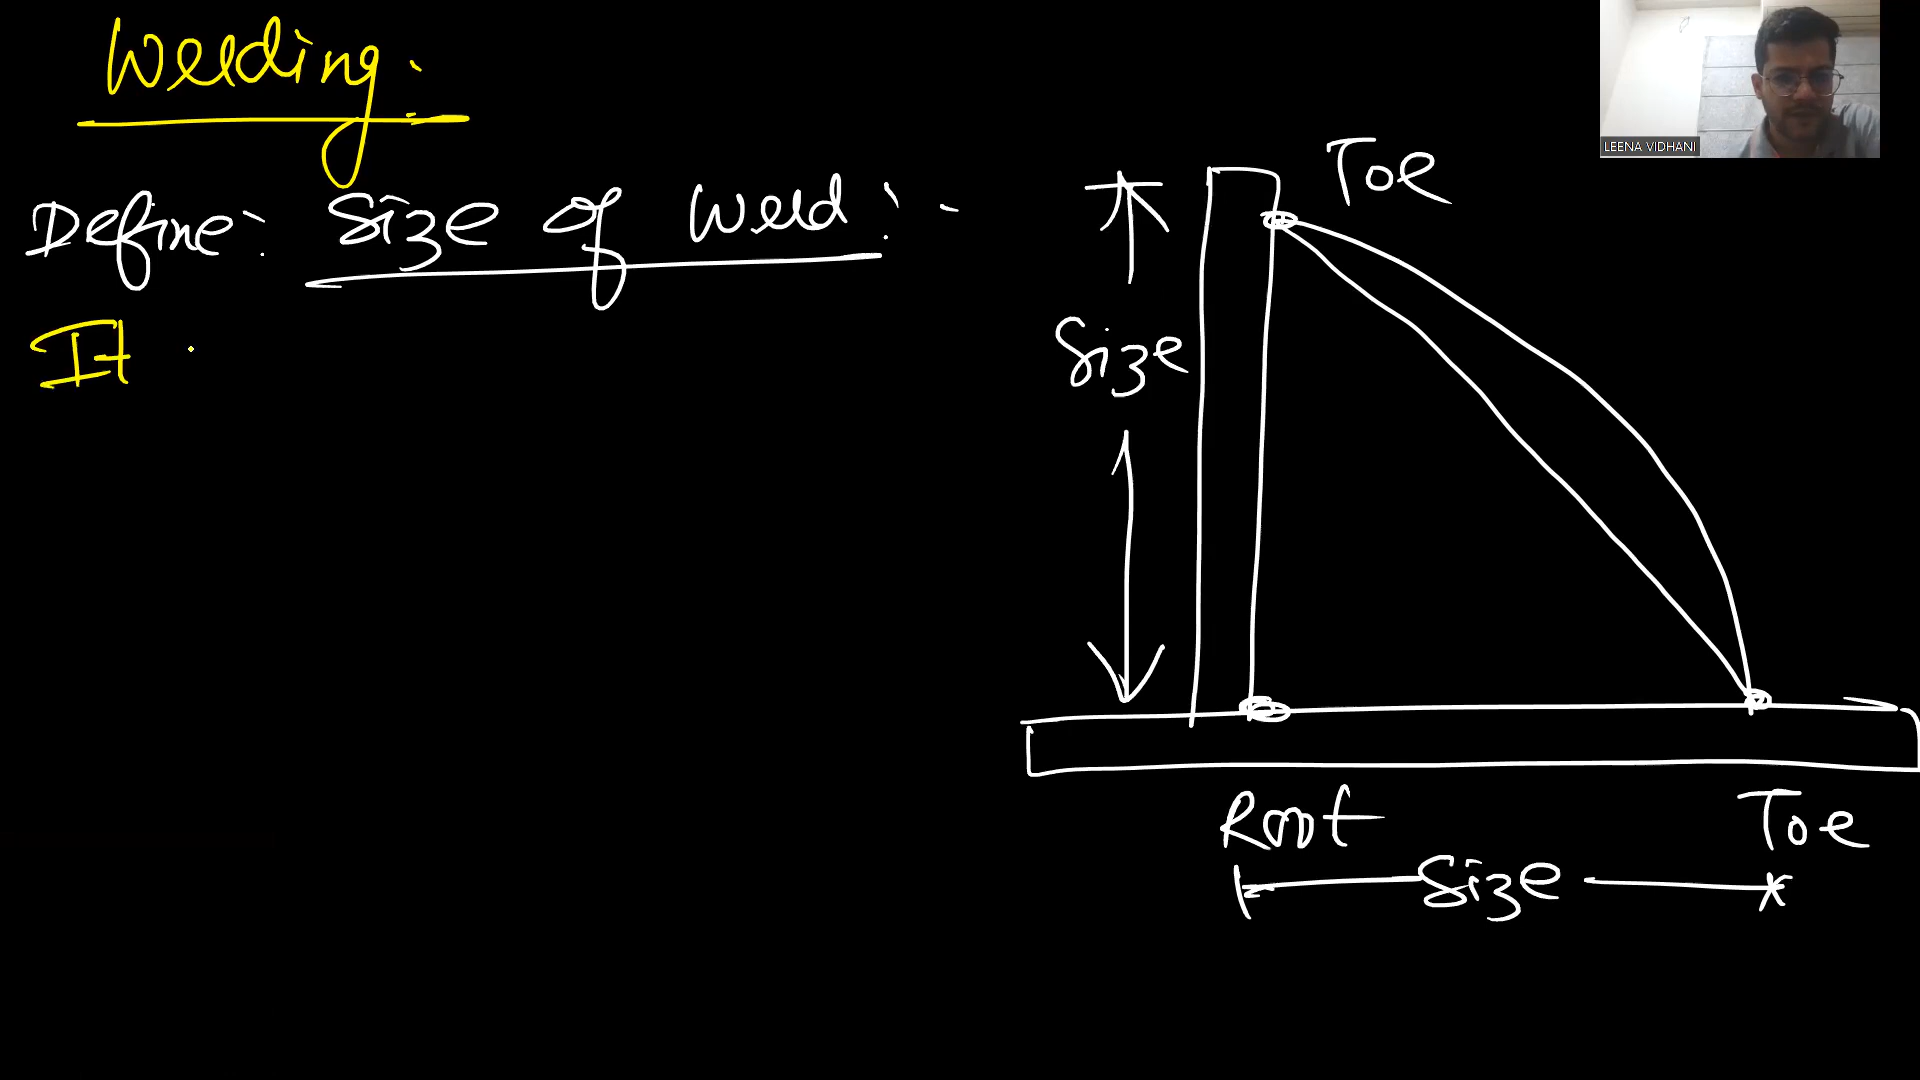 Welding.
Define: Size of Weld :-
It
Toe
Size
Root
Toe
Size
LEENA VIDHANI